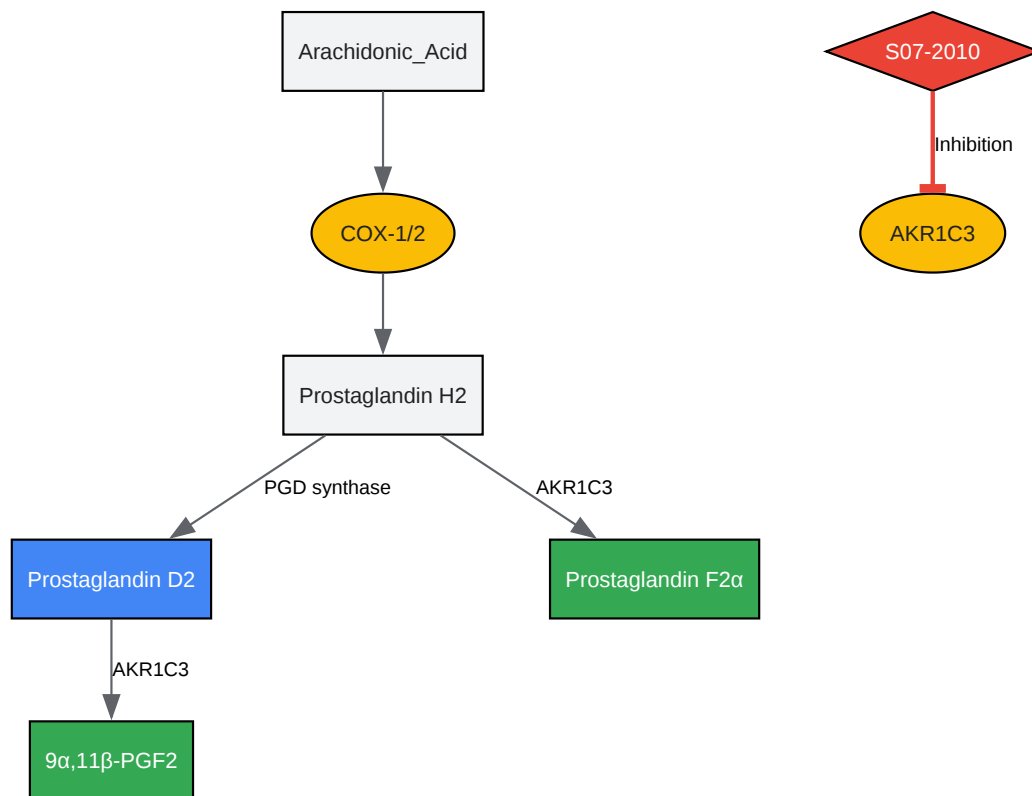 Arachidonic_Acid
S07-2010
Inhibition
COX-1/2
AKR1C3
Prostaglandin H2
PGD synthase
AKR1C3
Prostaglandin D2
Prostaglandin F2α
AKR1C3
9α,11β-PGF2